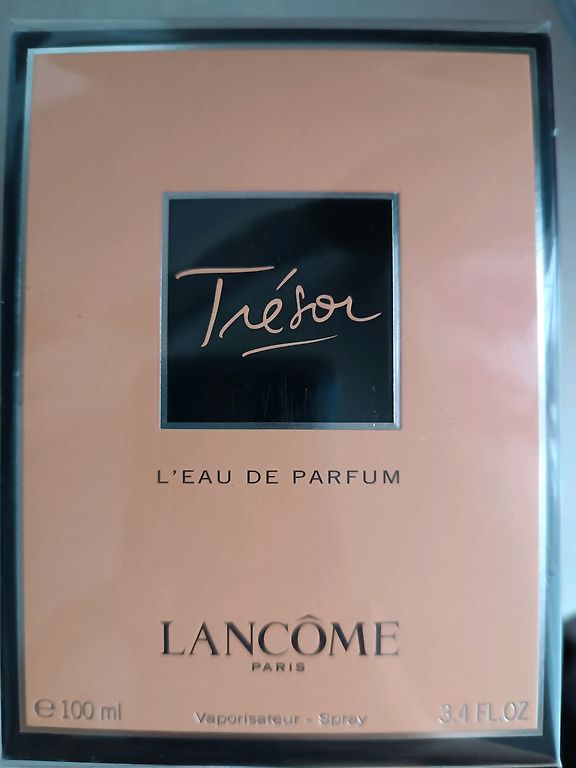 Trésor
L'EAU DE PARFUM
LANCÔME
PARIS
℮ 100 ml
Vaporisateur - Spray
3.4 FL.OZ